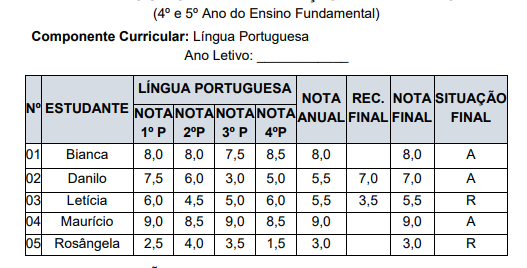 (4º e 5º Ano do Ensino Fundamental)
Componente Curricular: Língua Portuguesa
Ano Letivo: ____________
Nº ESTUDANTE LÍNGUA PORTUGUESA NOTA ANUAL REC. FINAL NOTA FINAL SITUAÇÃO FINAL
NOTA 1º P NOTA 2ºP NOTA 3º P NOTA 4ºP
01 Bianca 8,0 8,0 7,5 8,5 8,0 8,0 A
02 Danilo 7,5 6,0 3,0 5,0 5,5 7,0 7,0 A
03 Letícia 6,0 4,5 5,0 6,0 5,5 3,5 5,5 R
04 Maurício 9,0 8,5 9,0 8,5 9,0 9,0 A
05 Rosângela 2,5 4,0 3,5 1,5 3,0 3,0 R